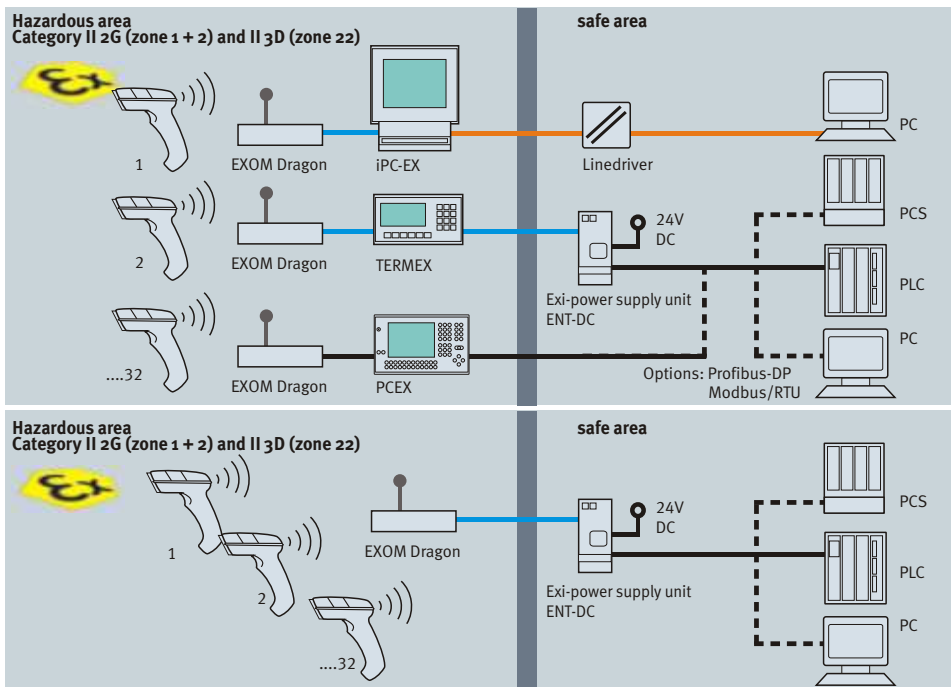 Hazardous area
Category II 2G (zone 1 + 2) and II 3D (zone 22)
safe area
Ex
1
EXOM Dragon
iPC-EX
Linedriver
PC
2
EXOM Dragon
TERMEX
24V
DC
Exi-power supply unit
ENT-DC
PCS
PLC
....32
EXOM Dragon
PCEX
Options: Profibus-DP
Modbus/RTU
PC
Hazardous area
Category II 2G (zone 1 + 2) and II 3D (zone 22)
safe area
Ex
1
2
....32
EXOM Dragon
24V
DC
Exi-power supply unit
ENT-DC
PCS
PLC
PC